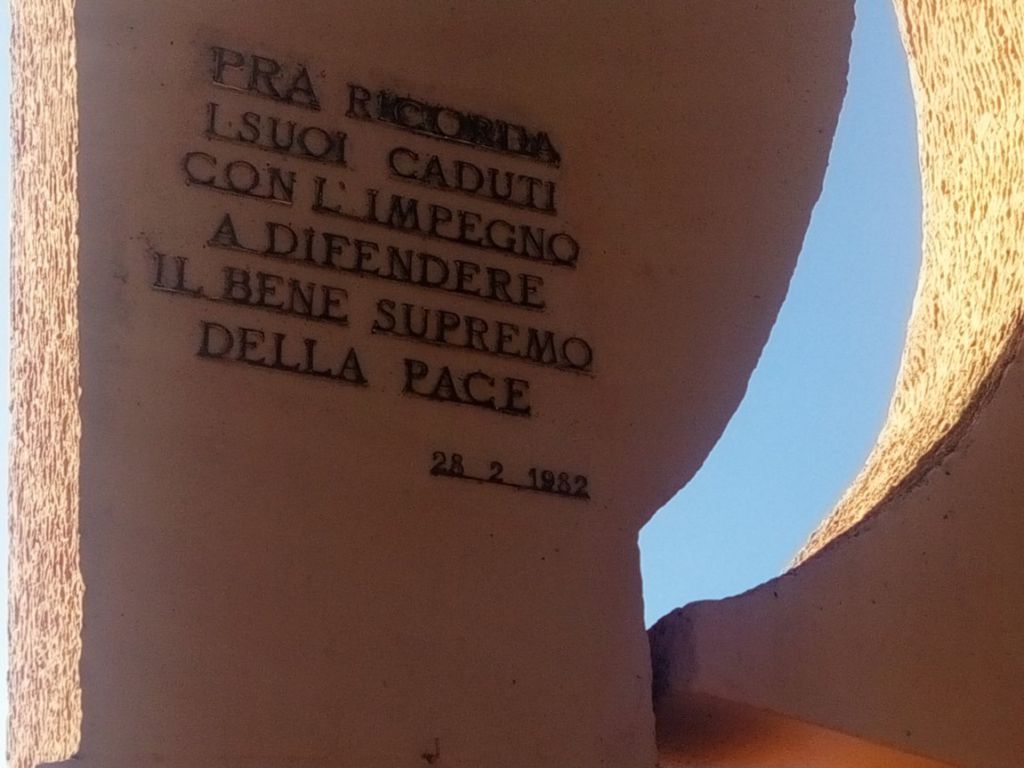 PRA RICORDA
I SUOI CADUTI
CON L'IMPEGNO
A DIFENDERE
IL BENE SUPREMO
DELLA PACE
28 2 1982